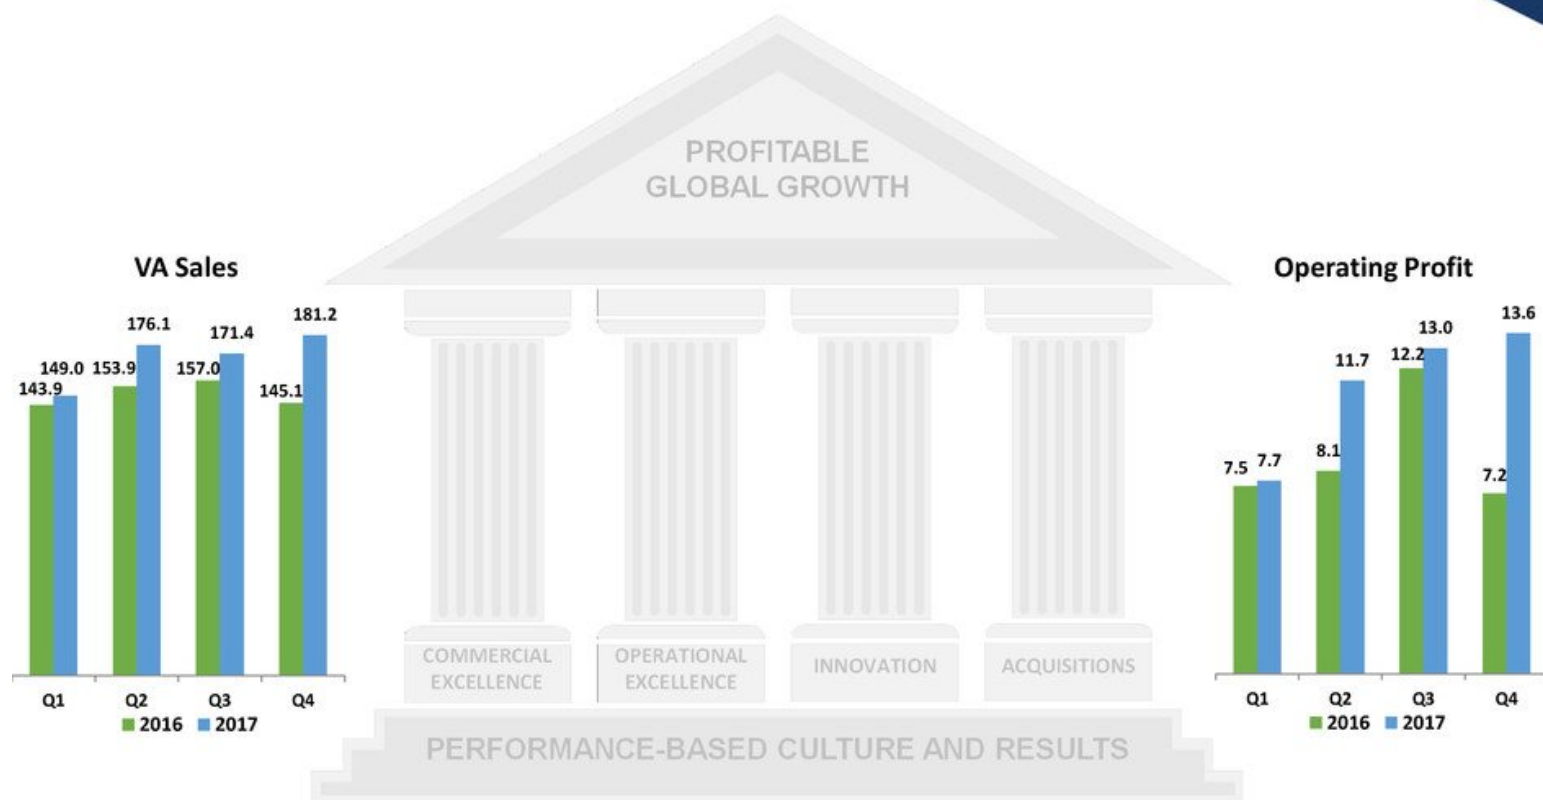 PROFITABLE
GLOBAL GROWTH
VA Sales
143.9
149.0
153.9
176.1
157.0
171.4
145.1
181.2
Q1 Q2 Q3 Q4
2016 2017
Operating Profit
7.5
7.7
8.1
11.7
12.2
13.0
7.2
13.6
Q1 Q2 Q3 Q4
2016 2017
COMMERCIAL
EXCELLENCE
OPERATIONAL
EXCELLENCE
INNOVATION
ACQUISITIONS
PERFORMANCE-BASED CULTURE AND RESULTS